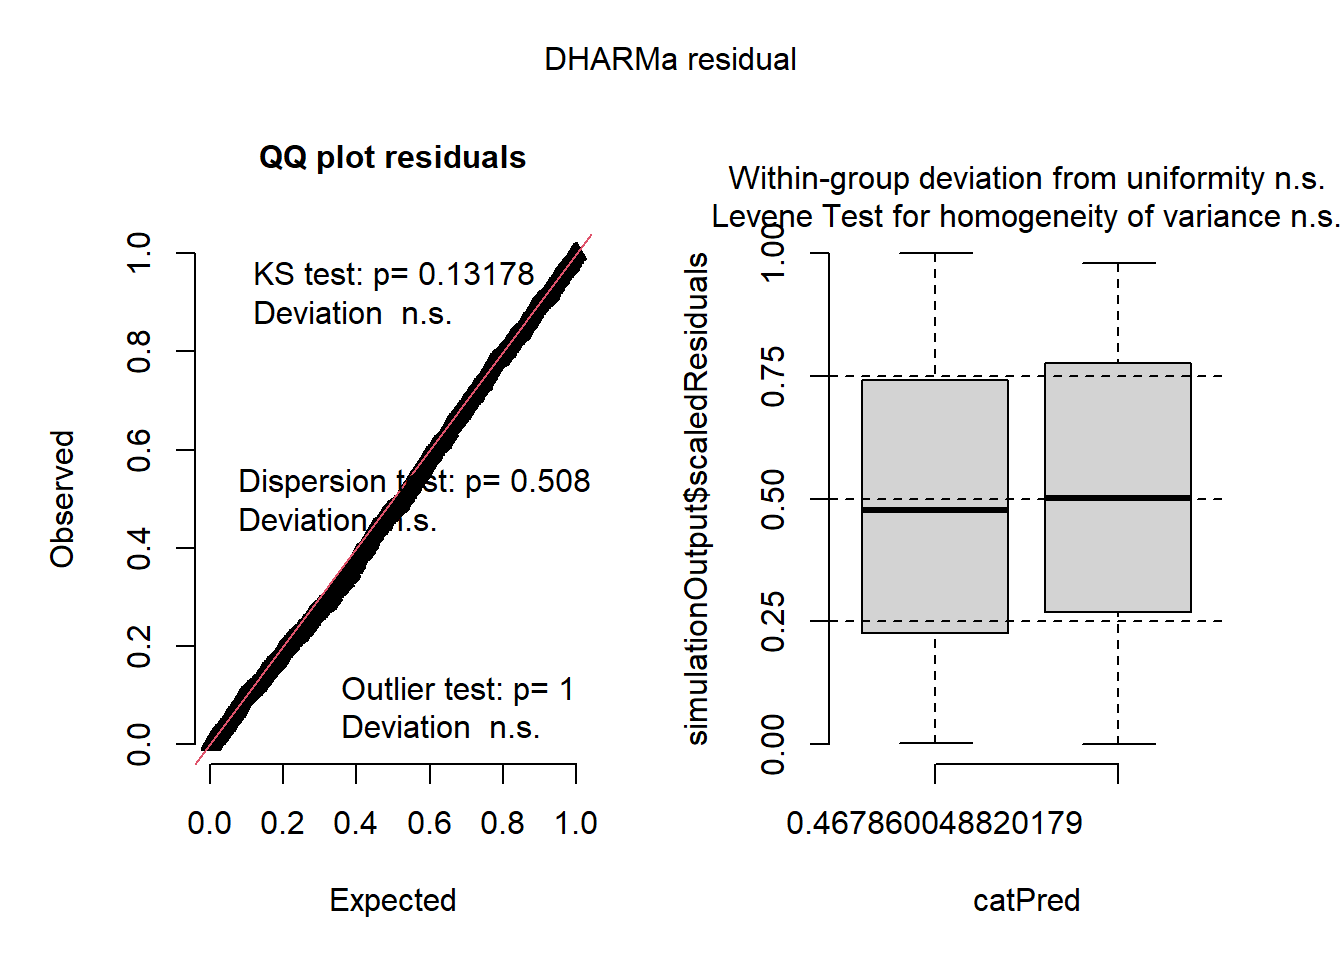 DHARMa residual
QQ plot residuals
KS test: p= 0.13178
Deviation  n.s.
Dispersion test: p= 0.508
Deviation  n.s.
Outlier test: p= 1
Deviation  n.s.
Observed
0.0 0.2 0.4 0.6 0.8 1.0
0.0 0.2 0.4 0.6 0.8 1.0
Expected
Within-group deviation from uniformity n.s.
Levene Test for homogeneity of variance n.s.
simulationOutput$scaledResiduals
0.00 0.25 0.50 0.75 1.00
0.467860048820179
catPred